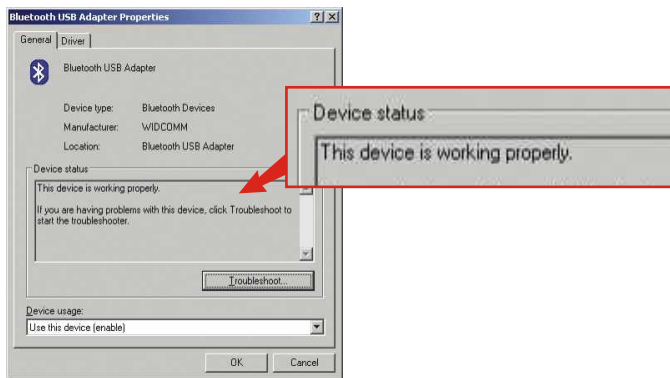 Bluetooth USB Adapter Properties
General Driver
Bluetooth USB Adapter
Device type: Bluetooth Devices
Manufacturer: WIDCOMM
Location: Bluetooth USB Adapter
Device status
This device is working properly.
If you are having problems with this device, click Troubleshoot to
start the troubleshooter.
Troubleshoot...
Device usage:
Use this device (enable)
OK Cancel
Device status
This device is working properly.